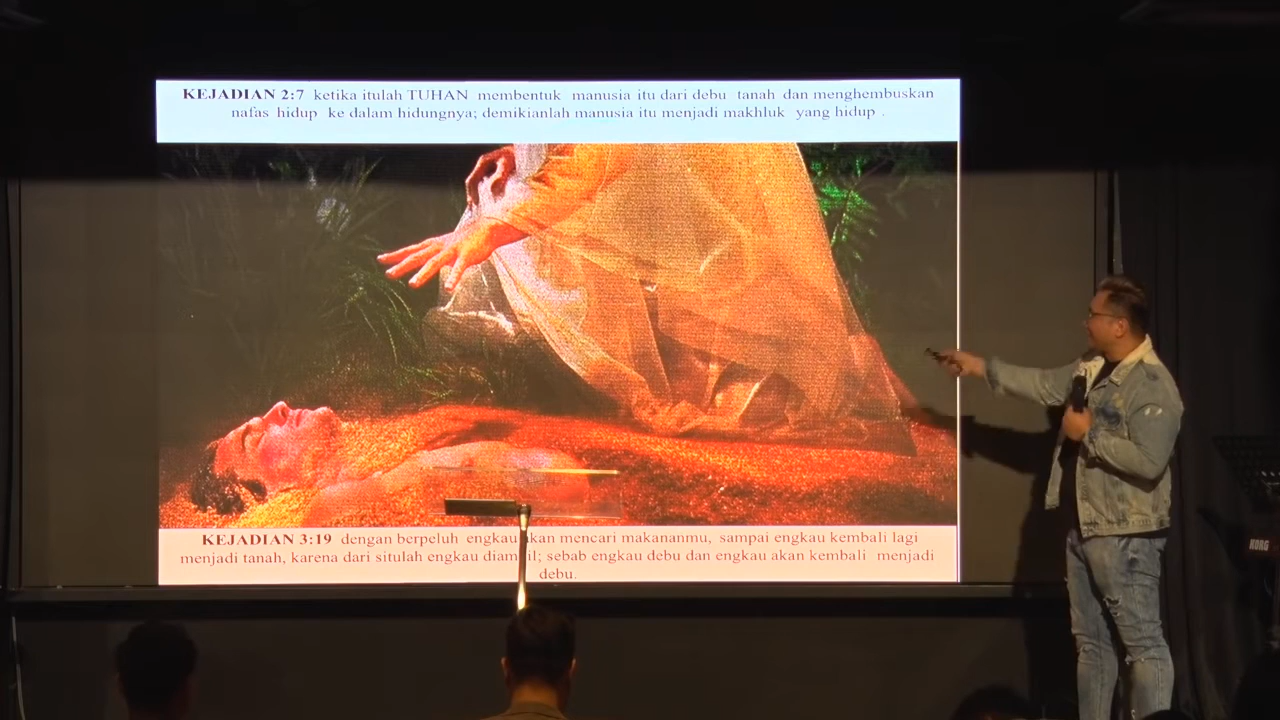 KEJADIAN 2:7 ketika itulah TUHAN membentuk manusia itu dari debu tanah dan menghembuskan
nafas hidup ke dalam hidungnya; demikianlah manusia itu menjadi makhluk yang hidup .
KEJADIAN 3:19 dengan berpeluh engkau akan mencari makananmu, sampai engkau kembali lagi
menjadi tanah, karena dari situlah engkau diambil; sebab engkau debu dan engkau akan kembali menjadi
debu.
KORG